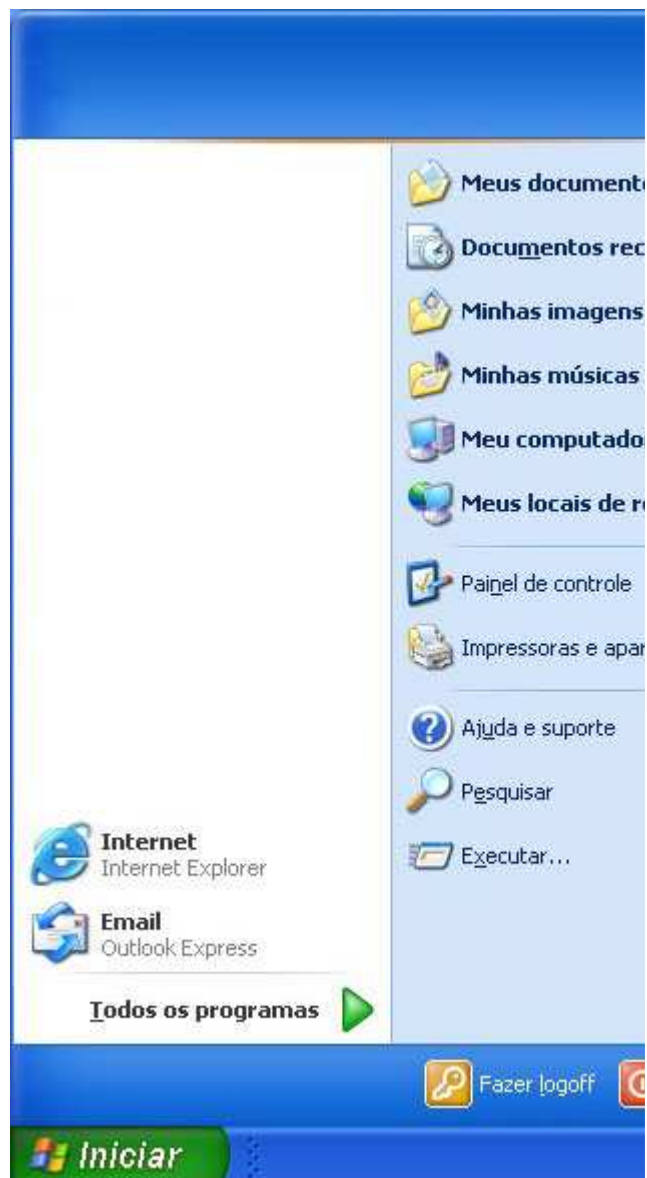 Meus document
Documentos rec
Minhas imagens
Minhas músicas
Meu computado
Meus locais de r
Painel de controle
Impressoras e apar
Ajuda e suporte
Pesquisar
Executar...
Internet
Internet Explorer
Email
Outlook Express
Todos os programas
Fazer logoff
Iniciar